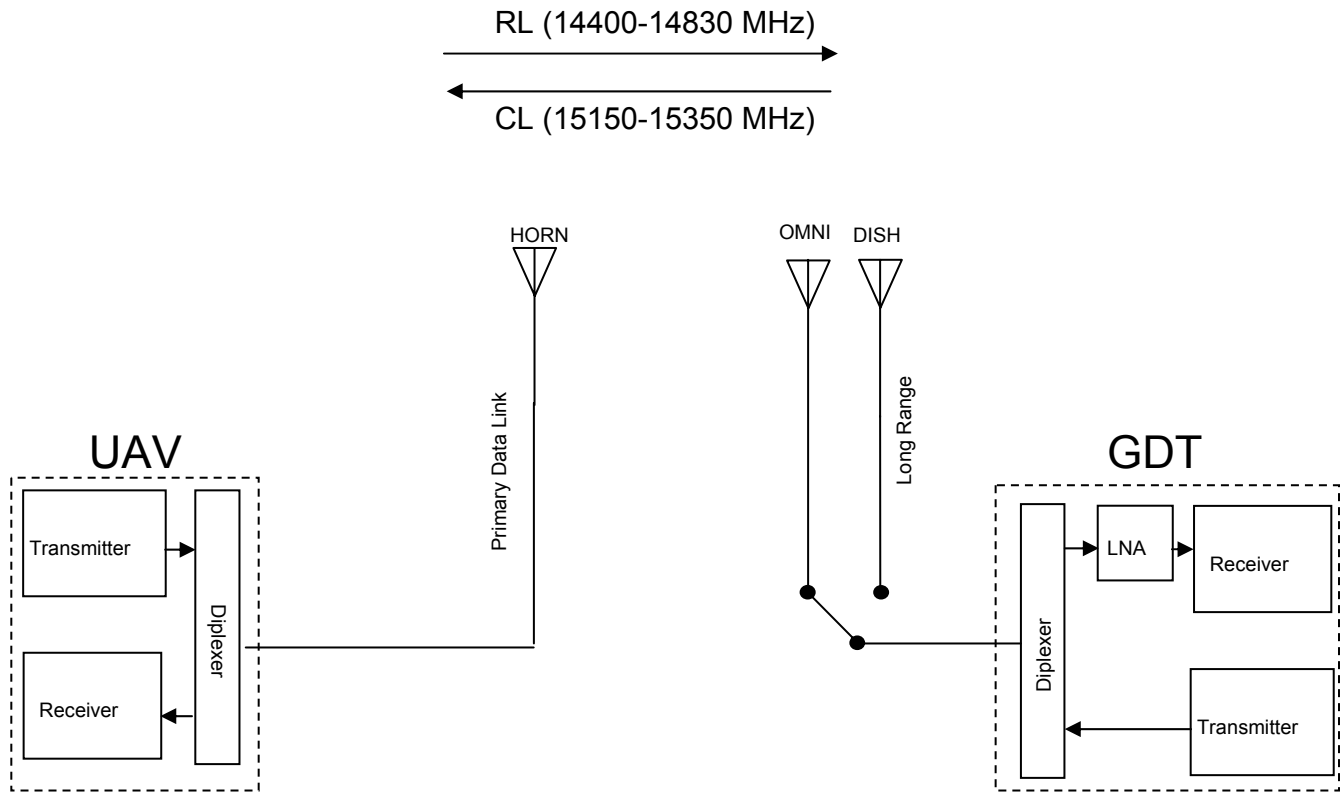 RL (14400-14830 MHz)
CL (15150-15350 MHz)
HORN
OMNI
DISH
Primary Data Link
Long Range
UAV
Transmitter
Diplexer
Receiver
GDT
Diplexer
LNA
Receiver
Transmitter